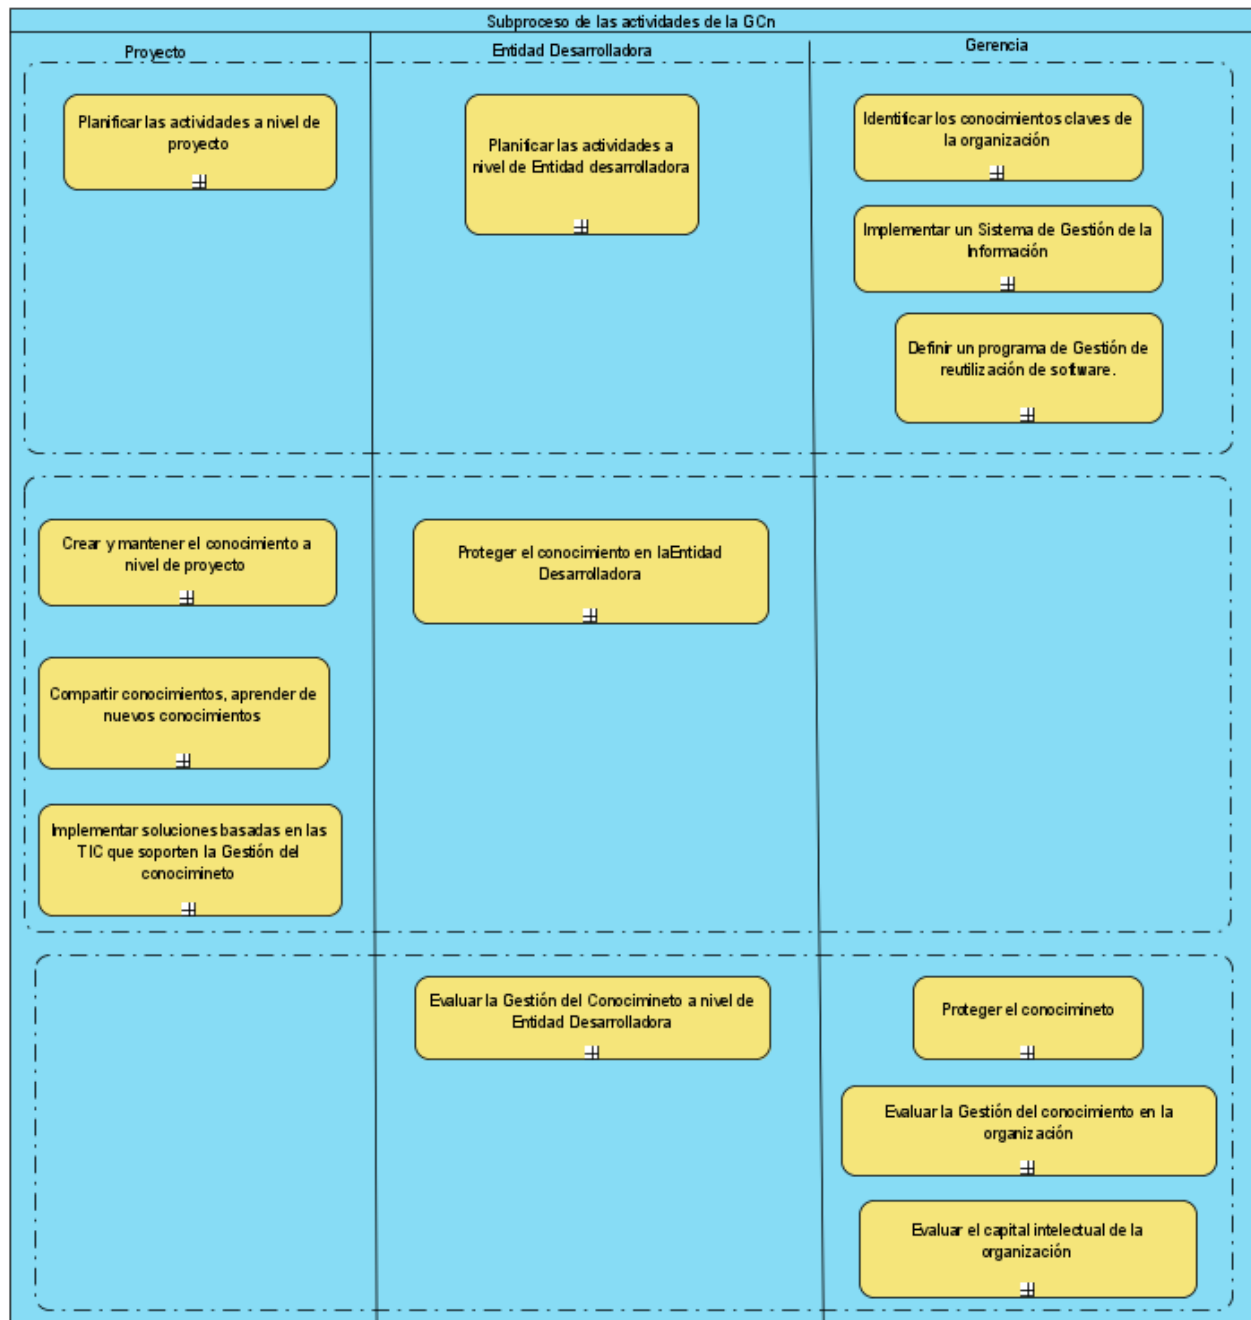 Subproceso de las actividades de la GCn
Proyecto
Entidad Desarrolladora
Gerencia
Planificar las actividades a nivel de
proyecto
Planificar las actividades a
nivel de Entidad desarrolladora
Identificar los conocimientos claves de
la organización
Implementar un Sistema de Gestión de la
Información
Definir un programa de Gestión de
reutilización de software.
Crear y mantener el conocimiento a
nivel de proyecto
Proteger el conocimiento en laEntidad
Desarrolladora
Compartir conocimientos, aprender de
nuevos conocimientos
Implementar soluciones basadas en las
TIC que soporten la Gestión del
conocimineto
Evaluar la Gestión del Conocimineto a nivel de
Entidad Desarrolladora
Proteger el conocimineto
Evaluar la Gestión del conocimiento en la
organización
Evaluar el capital intelectual de la
organización